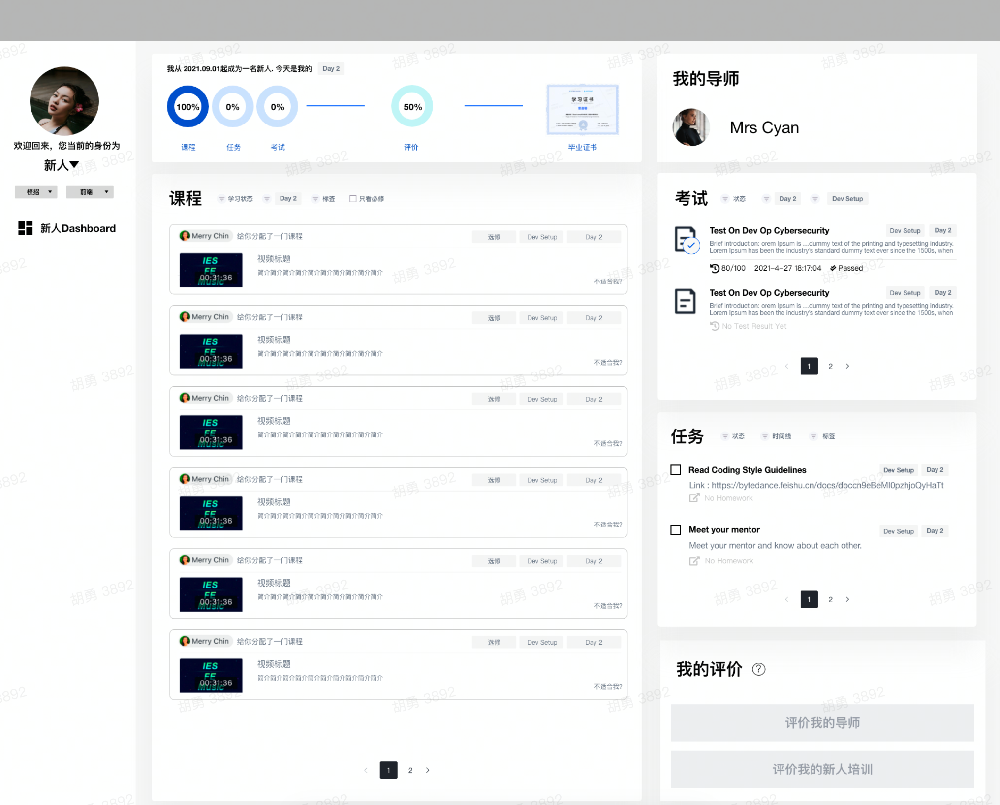 欢迎回来，您当前的身份为
新人▼
校招 ▼ 前端 ▼
新人Dashboard
我从 2021.09.01起成为一名新人. 今天是我的 Day 2
100% 0% 0% 50%
学习证书
课程 任务 考试 评价 毕业证书
课程 学习状态 Day 2 标签 只看必修
Merry Chin 给你分配了一门课程 选修 Dev Setup Day 2
IES
FE
Music
00:31:36
视频标题
简介简介简介简介简介简介简介简介简介简介
不适合我?
Merry Chin 给你分配了一门课程 选修 Dev Setup Day 2
IES
FE
Music
00:31:36
视频标题
简介简介简介简介简介简介简介简介简介简介
不适合我?
Merry Chin 给你分配了一门课程 选修 Dev Setup Day 2
IES
FE
Music
00:31:36
视频标题
简介简介简介简介简介简介简介简介简介简介
不适合我?
Merry Chin 给你分配了一门课程 选修 Dev Setup Day 2
IES
FE
Music
00:31:36
视频标题
简介简介简介简介简介简介简介简介简介简介
不适合我?
Merry Chin 给你分配了一门课程 选修 Dev Setup Day 2
IES
FE
Music
00:31:36
视频标题
简介简介简介简介简介简介简介简介简介简介
不适合我?
Merry Chin 给你分配了一门课程 选修 Dev Setup Day 2
IES
FE
Music
00:31:36
视频标题
简介简介简介简介简介简介简介简介简介简介
不适合我?
1 2
我的导师
Mrs Cyan
考试 状态 Day 2 Dev Setup
Test On Dev Op Cybersecurity Dev Setup Day 2
Brief introduction: orem Ipsum is ...dummy text of the printing and typesetting industry.
Lorem Ipsum has been the industry's standard dummy text ever since the 1500s, when
80/100 2021-4-27 18:17:04 Passed
Test On Dev Op Cybersecurity Dev Setup Day 2
Brief introduction: orem Ipsum is ...dummy text of the printing and typesetting industry.
Lorem Ipsum has been the industry's standard dummy text ever since the 1500s, when
No Test Result Yet
1 2
任务 状态 时间线 标签
Read Coding Style Guidelines Dev Setup Day 2
Link : https://bytedance.feishu.cn/docs/doccn9eBeMI0pzhjoQyHaTt
No Homework
Meet your mentor Dev Setup Day 2
Meet your mentor and know about each other.
No Homework
1 2
我的评价 ?
评价我的导师
评价我的新人培训
胡勇 3892